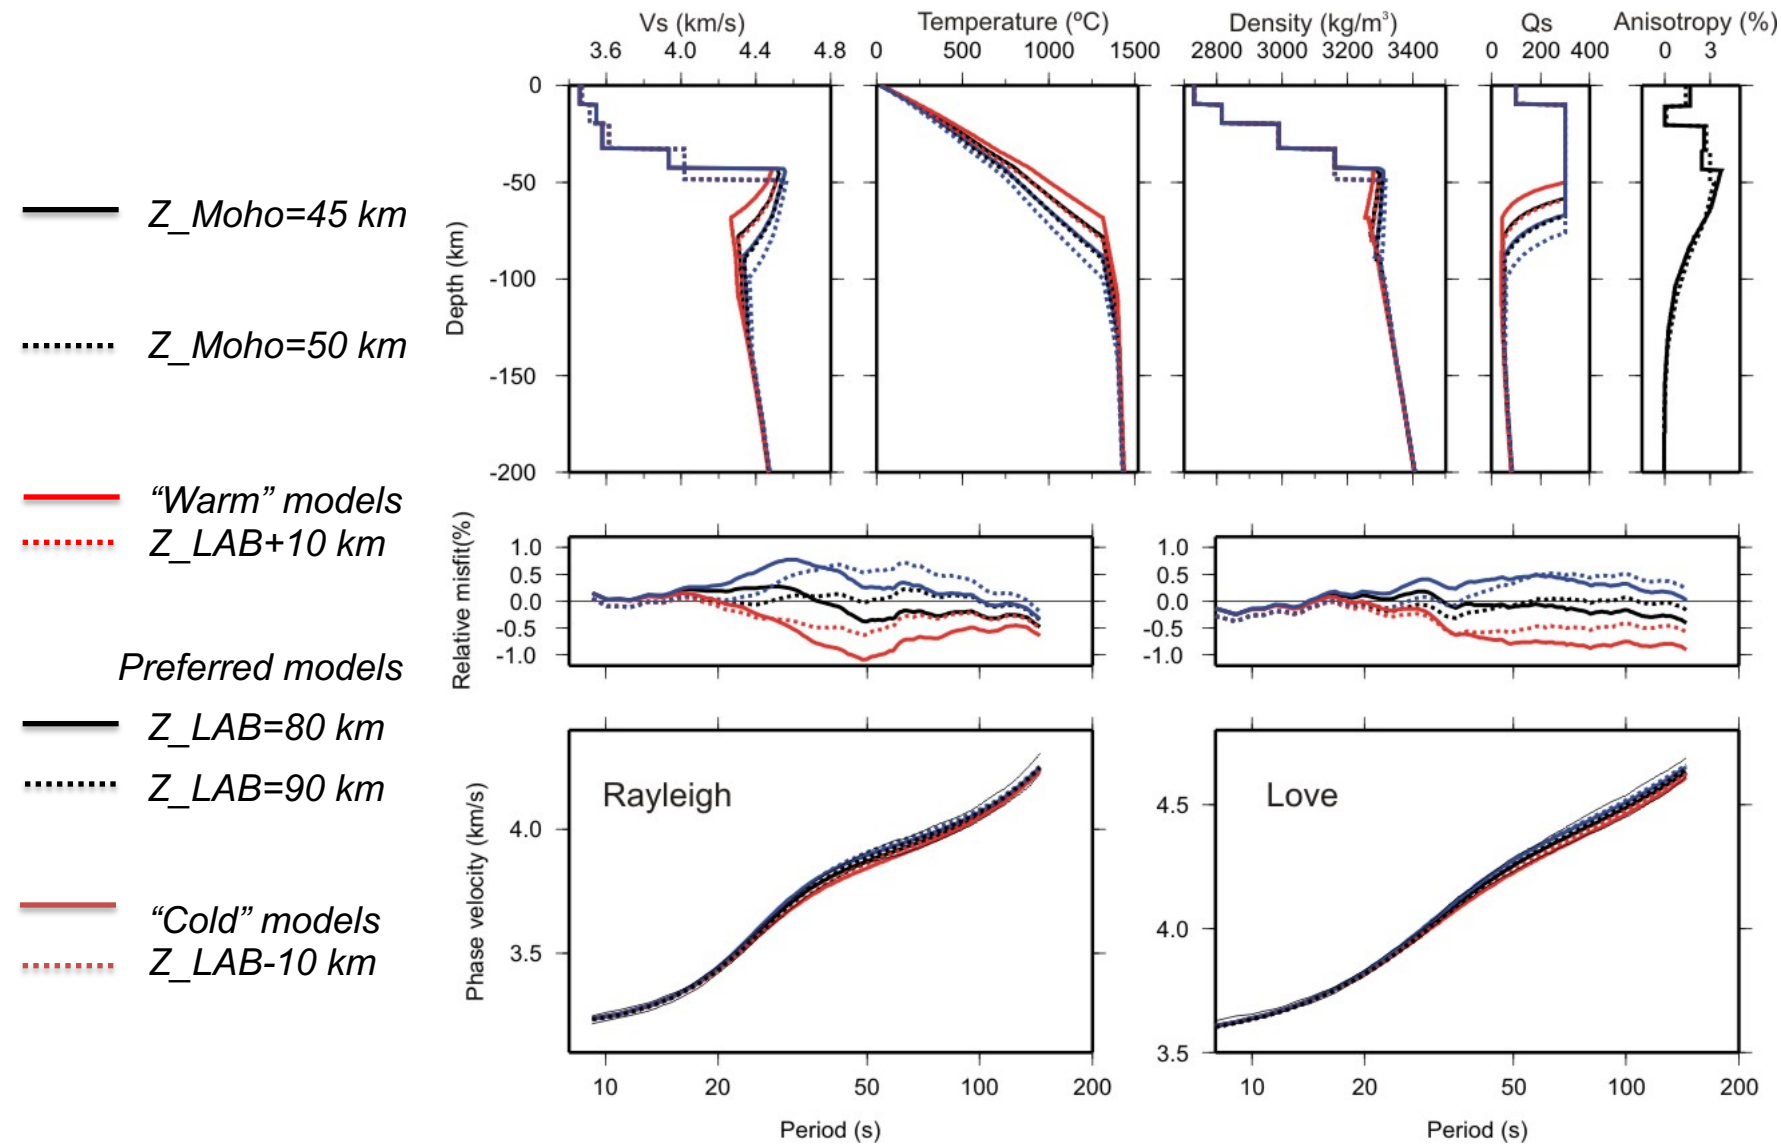 Z_Moho=45 km
Z_Moho=50 km
“Warm” models
Z_LAB+10 km
Preferred models
Z_LAB=80 km
Z_LAB=90 km
“Cold” models
Z_LAB-10 km
Vs (km/s)
3.6 4.0 4.4 4.8
Temperature (ºC)
0 500 1000 1500
Density (kg/m³)
2800 3000 3200 3400
Qs
0 200 400
Anisotropy (%)
0 3
Depth (km)
0
-50
-100
-150
-200
Relative misfit(%)
1.0
0.5
0.0
-0.5
-1.0
1.0
0.5
0.0
-0.5
-1.0
Phase velocity (km/s)
4.0
3.5
Rayleigh
10 20 50 100 200
Period (s)
4.5
4.0
3.5
Love
10 20 50 100 200
Period (s)